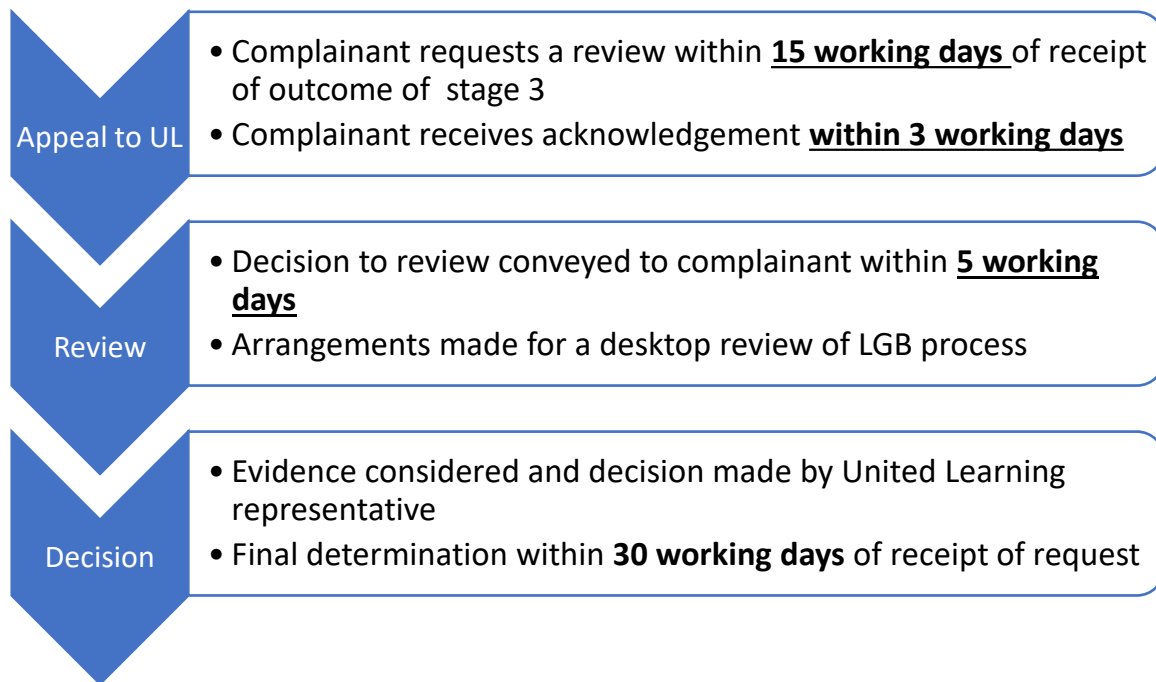 Appeal to UL
• Complainant requests a review within 15 working days of receipt
of outcome of  stage 3
• Complainant receives acknowledgement within 3 working days
Review
• Decision to review conveyed to complainant within 5 working
days
• Arrangements made for a desktop review of LGB process
Decision
• Evidence considered and decision made by United Learning
representative
• Final determination within 30 working days of receipt of request